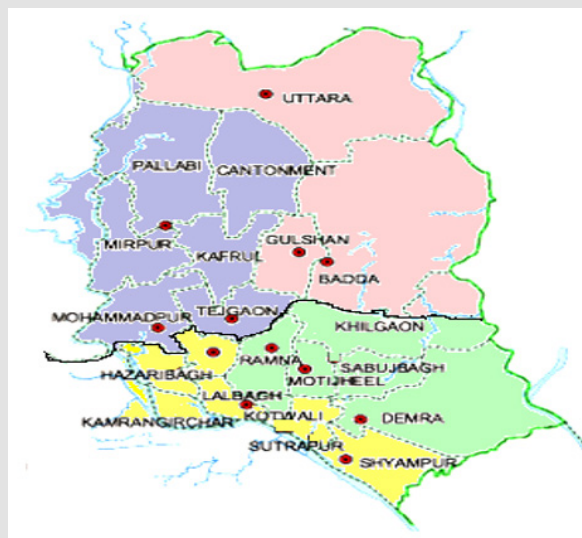 UTTARA
PALLABI
CANTONMENT
MIRPUR
GULSHAN
KAFRUL
BADDA
MOHAMMADPUR
TEJGAON
KHILGAON
RAMNA
SABUJBAGH
HAZARIBAGH
MOTIJHEEL
LALBAGH
KAMRANGIRCHAR
KOTWALI
DEMRA
SUTRAPUR
SHYAMPUR